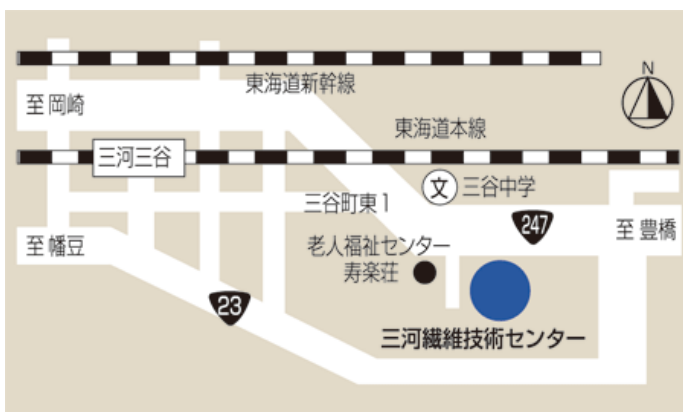 東海道新幹線
N
至岡崎
東海道本線
三河三谷
文
三谷中学
三谷町東1
247
至 豊橋
至 幡豆
老人福祉センター
寿楽荘
23
三河繊維技術センター